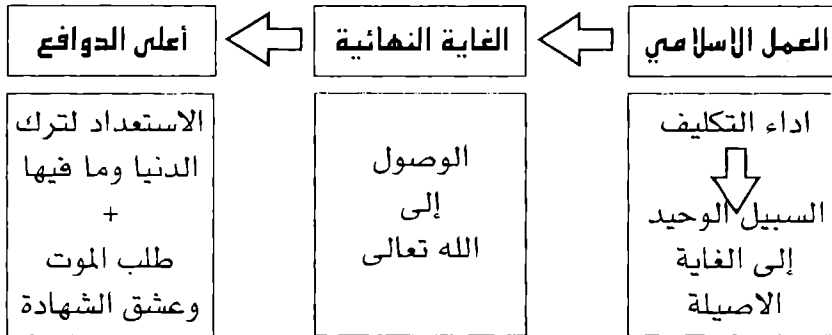 العمل الاسلامي
الغاية النهائية
أعلى الدوافع
اداء التكليف
السبيل الوحيد
إلى الغاية
الاصيلة
الوصول
إلى
الله تعالى
الاستعداد لترك
الدنيا وما فيها
+
طلب الموت
وعشق الشهادة